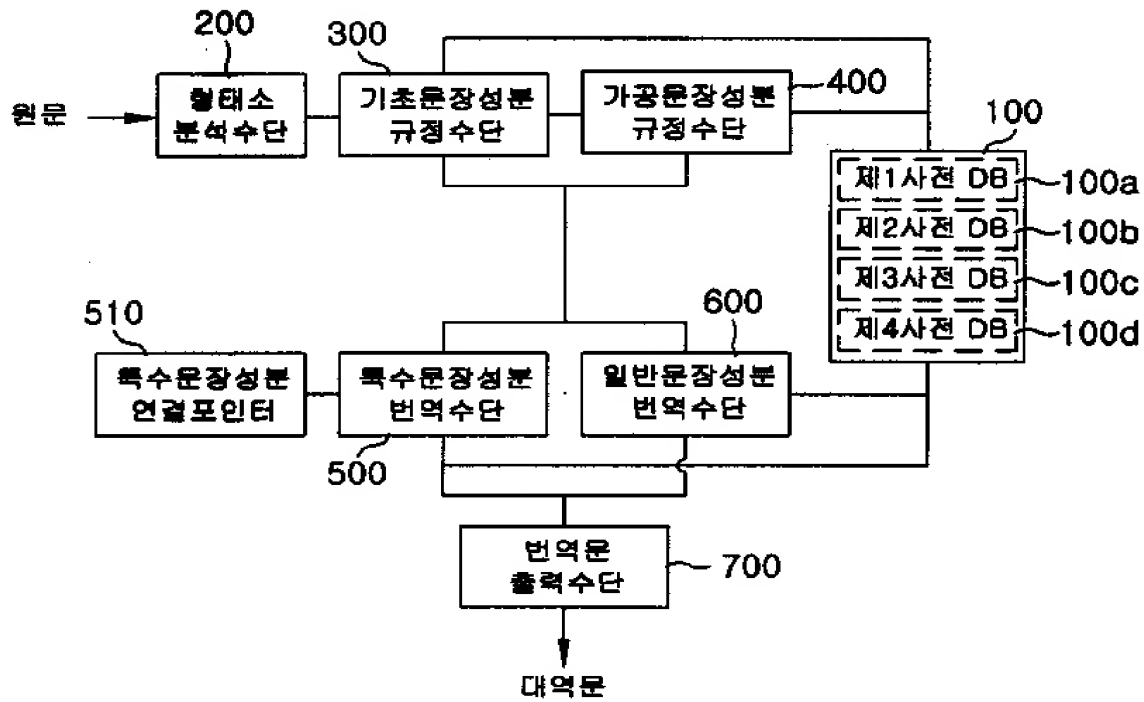 200
300
400
원문
형태소
분석수단
기초문장성분
규정수단
가공문장성분
규정수단
100
제1사전 DB
100a
제2사전 DB
100b
제3사전 DB
100c
제4사전 DB
100d
510
600
특수문장성분
연결포인터
특수문장성분
번역수단
일반문장성분
번역수단
500
번역문
출력수단
700
대역문